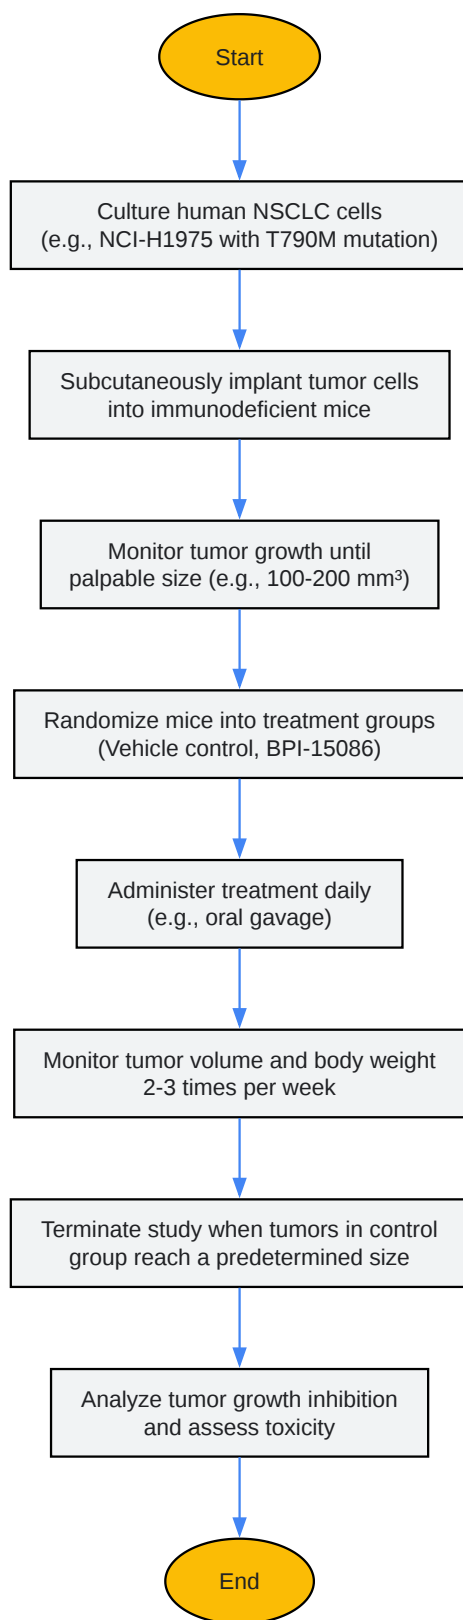 Start
Culture human NSCLC cells
(e.g., NCI-H1975 with T790M mutation)
Subcutaneously implant tumor cells
into immunodeficient mice
Monitor tumor growth until
palpable size (e.g., 100-200 mm³)
Randomize mice into treatment groups
(Vehicle control, BPI-15086)
Administer treatment daily
(e.g., oral gavage)
Monitor tumor volume and body weight
2-3 times per week
Terminate study when tumors in control
group reach a predetermined size
Analyze tumor growth inhibition
and assess toxicity
End